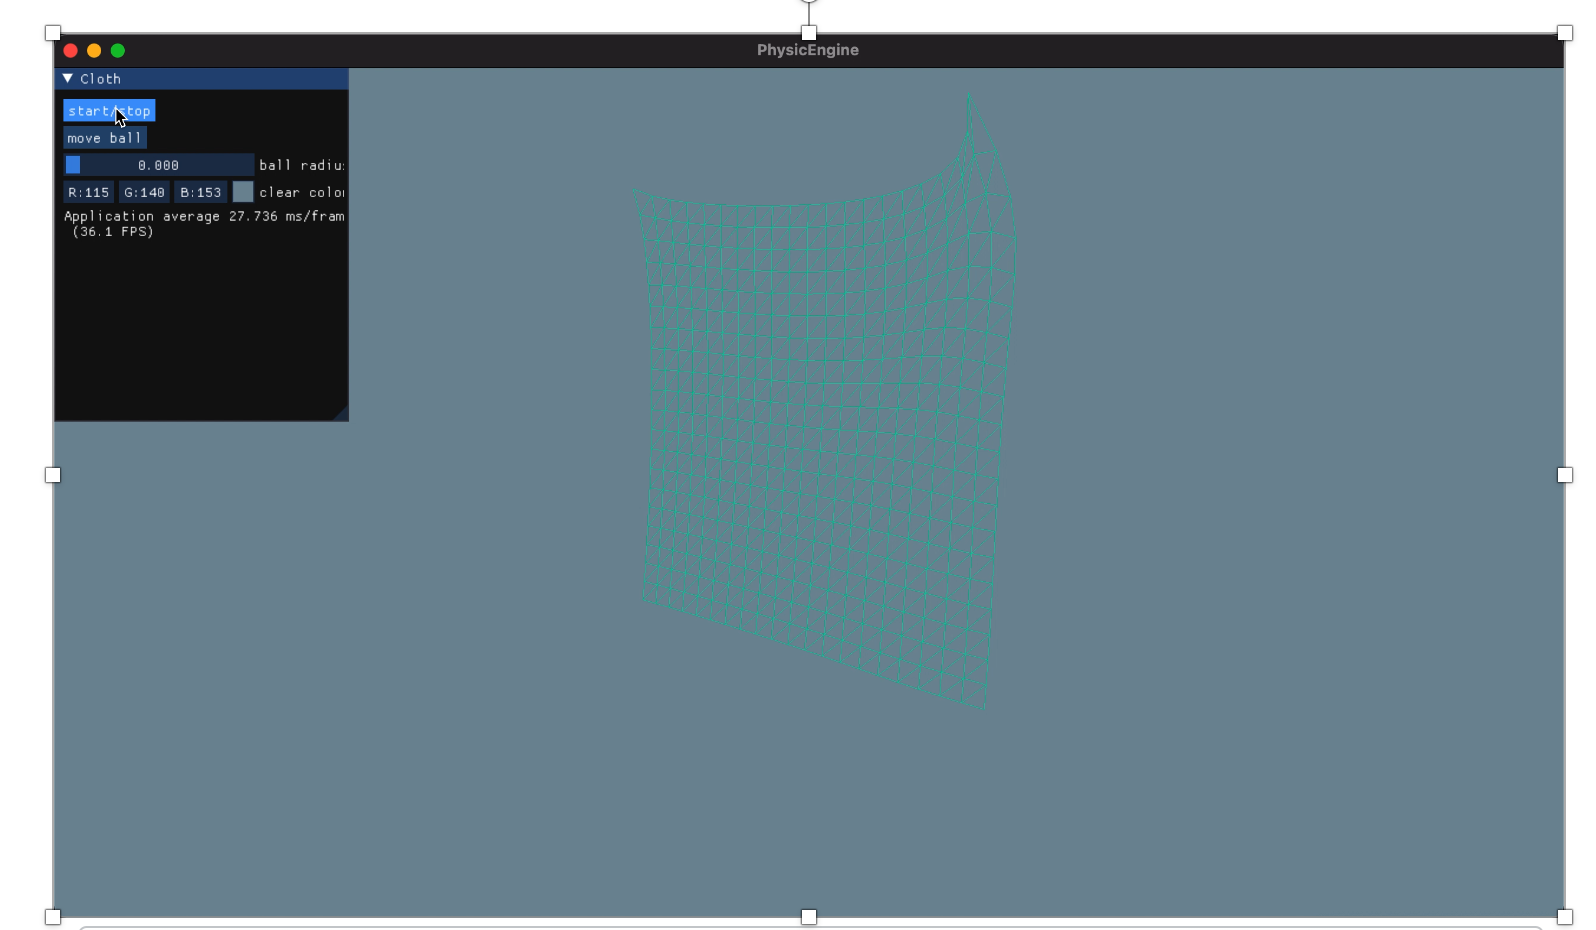 PhysicEngine
Cloth
start/stop
move ball
0.000 ball radiu
R:115 G:140 B:153 clear colo
Application average 27.736 ms/fram
(36.1 FPS)